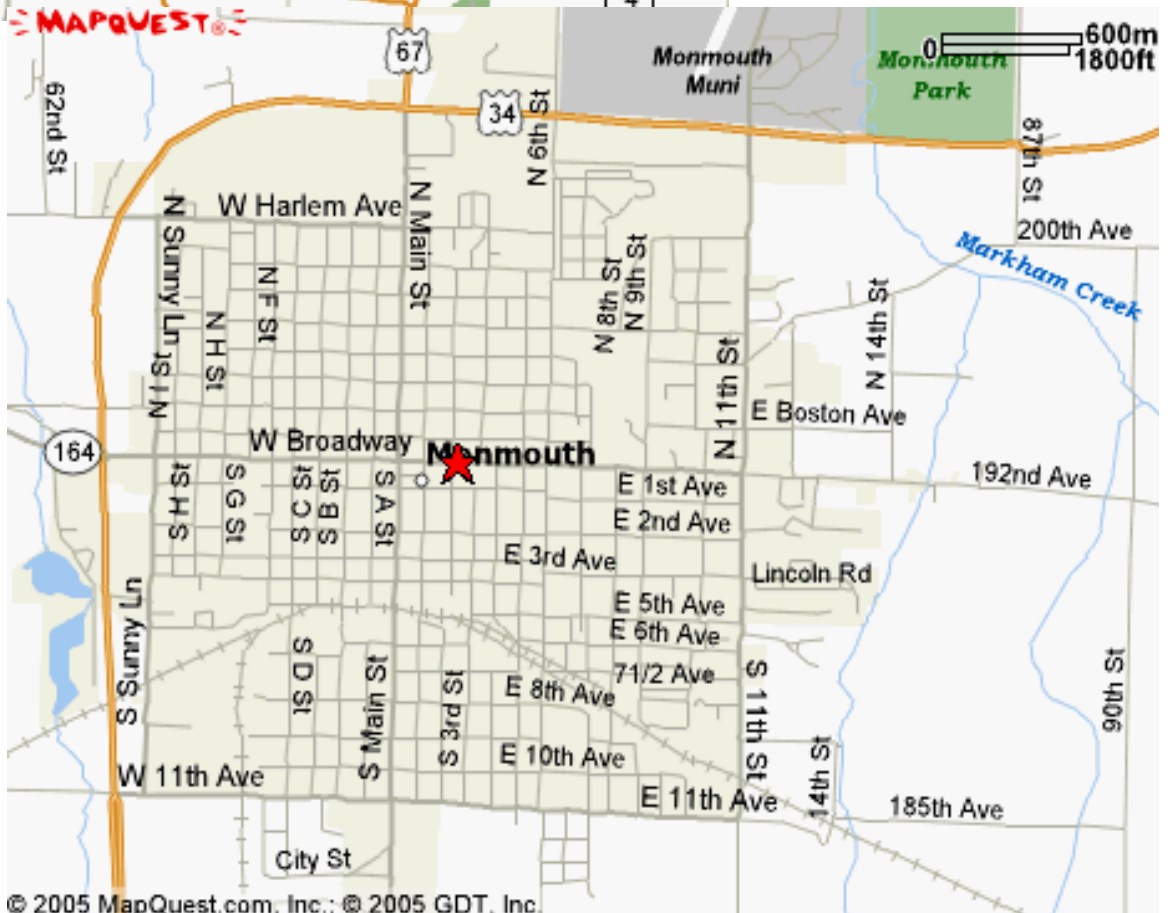 4
MAPQUEST®
67
Monmouth
Muni
0
600m
1800ft
Monmouth
Park
34
62nd St
N 6th St
87th St
W Harlem Ave
N Main St
N Sunny Ln
200th Ave
Markham Creek
N F St
N H St
N 8th St
N 9th St
N 14th St
N I St
N 11th St
E Boston Ave
W Broadway
Monmouth
164
192nd Ave
S H St
S G St
S C St
S B St
S A St
E 1st Ave
E 2nd Ave
E 3rd Ave
Lincoln Rd
S Sunny Ln
E 5th Ave
E 6th Ave
S D St
S Main St
S 3rd St
71/2 Ave
E 8th Ave
S 11th St
90th St
E 10th Ave
W 11th Ave
E 11th Ave
14th St
185th Ave
City St
© 2005 MapQuest.com, Inc.; © 2005 GDT, Inc.